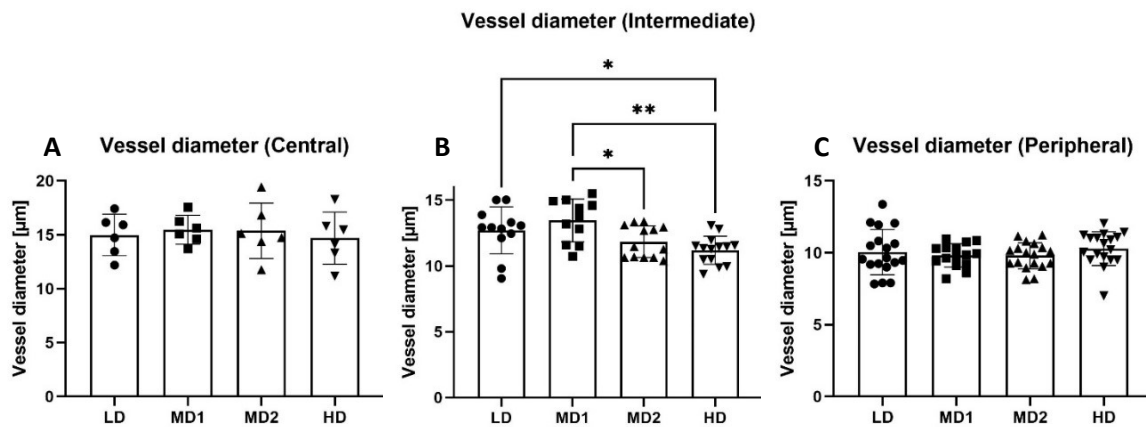 Vessel diameter (Intermediate)
*
**
*
A Vessel diameter (Central)
Vessel diameter [µm]
20
15
10
5
0
LD MD1 MD2 HD
B
Vessel diameter [µm]
15
10
5
0
LD MD1 MD2 HD
C Vessel diameter (Peripheral)
Vessel diameter [µm]
15
10
5
0
LD MD1 MD2 HD